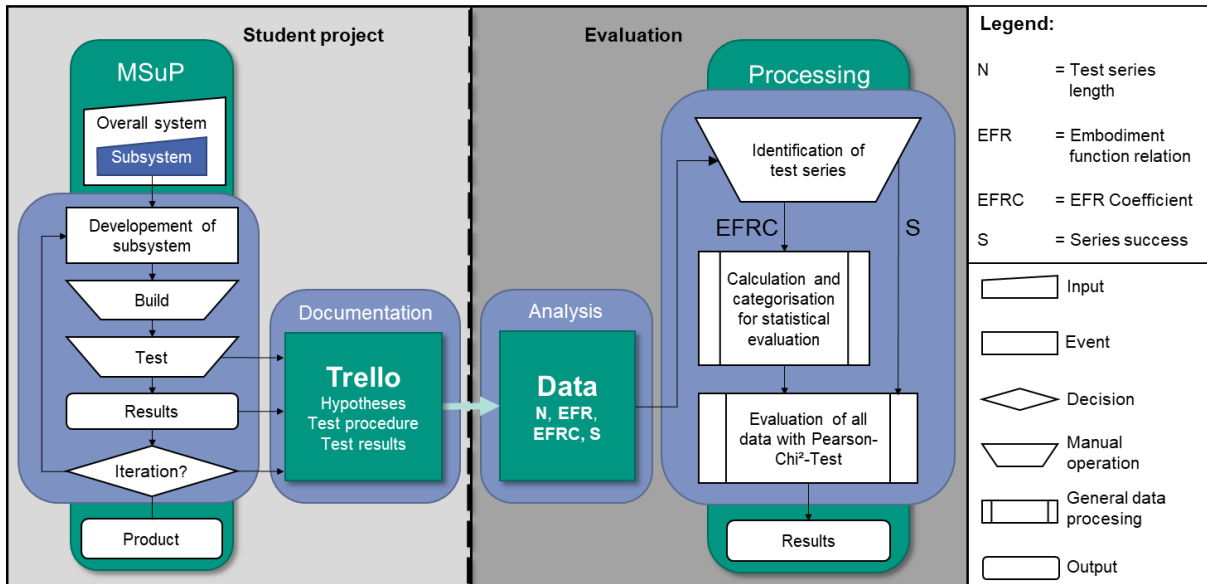 Student project
MSuP
Overall system
Subsystem
Developement of
subsystem
Build
Test
Results
Iteration?
Product
Documentation
Trello
Hypotheses
Test procedure
Test results
Evaluation
Analysis
Data
N, EFR,
EFRC, S
Processing
Identification of
test series
EFRC
S
Calculation and
categorisation
for statistical
evaluation
Evaluation of all
data with Pearson-
Chi²-Test
Results
Legend:
N = Test series
length
EFR = Embodiment
function relation
EFRC = EFR Coefficient
S = Series success
Input
Event
Decision
Manual
operation
General data
procesing
Output